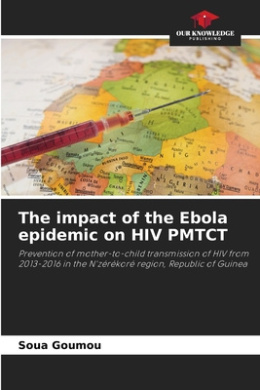 OUR KNOWLEDGE
PUBLISHING
The impact of the Ebola
epidemic on HIV PMTCT
Prevention of mother-to-child transmission of HIV from
2013-2016 in the N'zérékoré region, Republic of Guinea
Soua Goumou